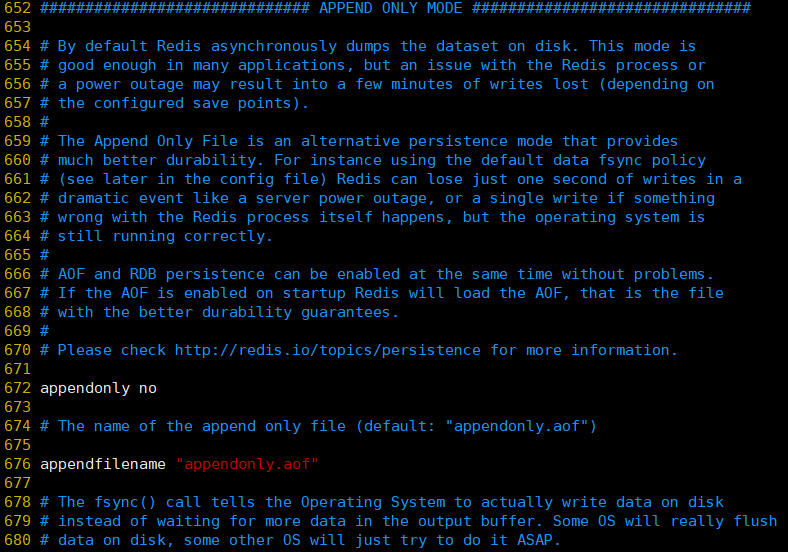 652 ############################## APPEND ONLY MODE ###############################
653
654 # By default Redis asynchronously dumps the dataset on disk. This mode is
655 # good enough in many applications, but an issue with the Redis process or
656 # a power outage may result into a few minutes of writes lost (depending on
657 # the configured save points).
658 #
659 # The Append Only File is an alternative persistence mode that provides
660 # much better durability. For instance using the default data fsync policy
661 # (see later in the config file) Redis can lose just one second of writes in a
662 # dramatic event like a server power outage, or a single write if something
663 # wrong with the Redis process itself happens, but the operating system is
664 # still running correctly.
665 #
666 # AOF and RDB persistence can be enabled at the same time without problems.
667 # If the AOF is enabled on startup Redis will load the AOF, that is the file
668 # with the better durability guarantees.
669 #
670 # Please check http://redis.io/topics/persistence for more information.
671
672 appendonly no
673
674 # The name of the append only file (default: "appendonly.aof")
675
676 appendfilename "appendonly.aof"
677
678 # The fsync() call tells the Operating System to actually write data on disk
679 # instead of waiting for more data in the output buffer. Some OS will really flush
680 # data on disk, some other OS will just try to do it ASAP.